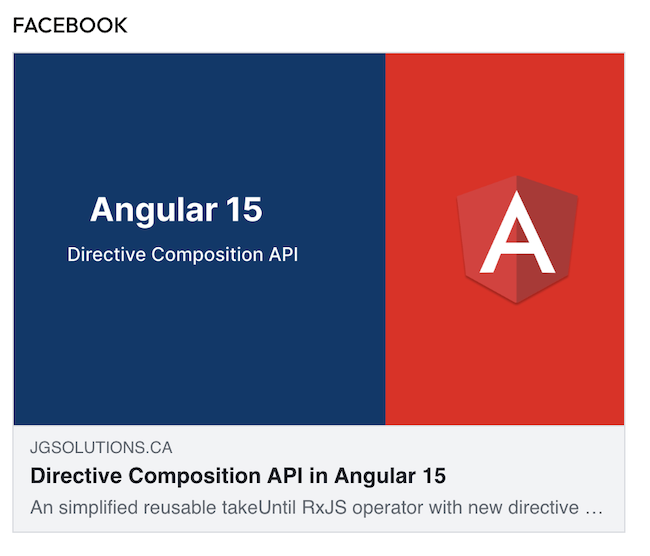 FACEBOOK
Angular 15
Directive Composition API
A
JGSOLUTIONS.CA
Directive Composition API in Angular 15
An simplified reusable takeUntil RxJS operator with new directive ...